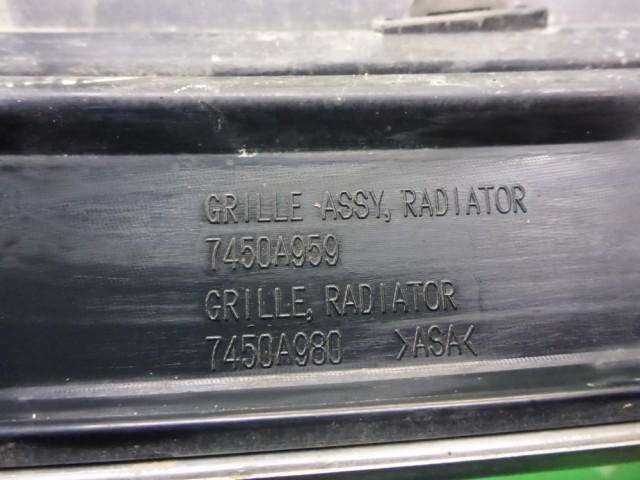 GRILLE ASSY, RADIATOR
7450A959
GRILLE, RADIATOR
7450A980 >ASA<